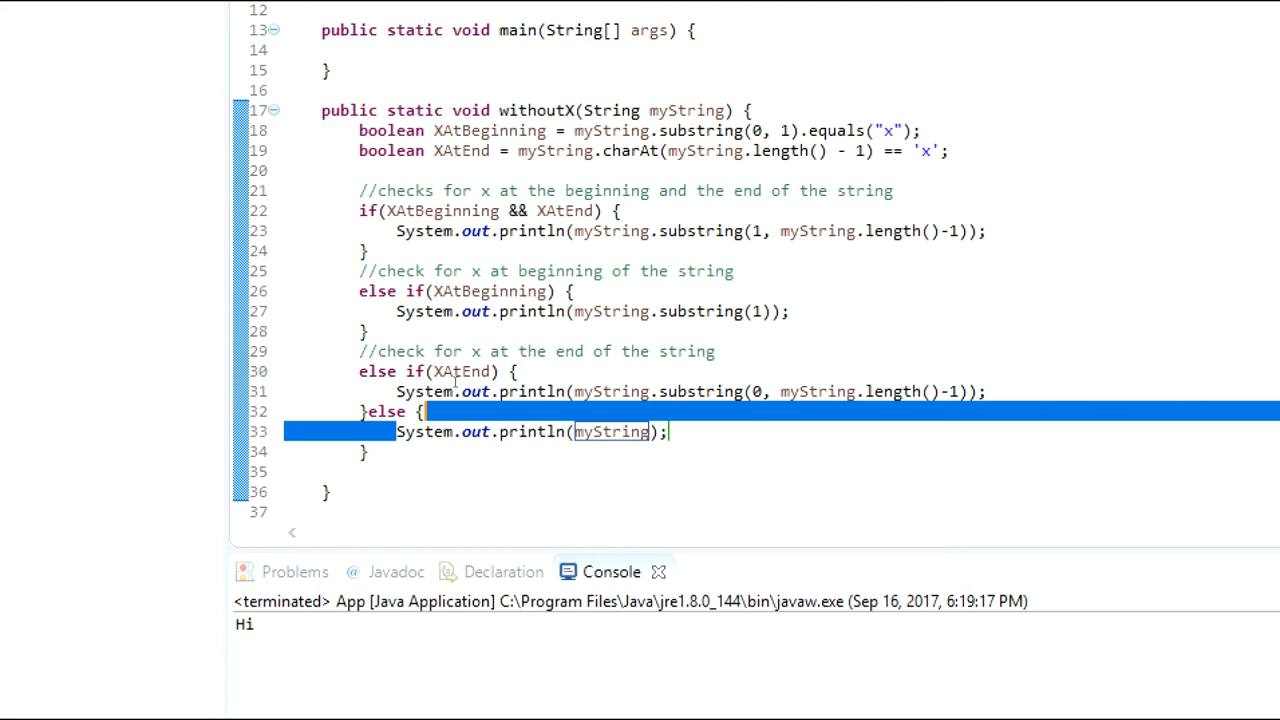 12
13 public static void main(String[] args) {
14
15 }
16
17 public static void withoutX(String myString) {
18 boolean XAtBeginning = myString.substring(0, 1).equals("x");
19 boolean XAtEnd = myString.charAt(myString.length() - 1) == 'x';
20
21 //checks for x at the beginning and the end of the string
22 if(XAtBeginning && XAtEnd) {
23 System.out.println(myString.substring(1, myString.length()-1));
24 }
25 //check for x at beginning of the string
26 else if(XAtBeginning) {
27 System.out.println(myString.substring(1));
28 }
29 //check for x at the end of the string
30 else if(XAtEnd) {
31 System.out.println(myString.substring(0, myString.length()-1));
32 }else {
33 System.out.println(myString);
34 }
35
36 }
37
<
Problems @ Javadoc Declaration Console
<terminated> App [Java Application] C:\Program Files\Java\jre1.8.0_144\bin\javaw.exe (Sep 16, 2017, 6:19:17 PM)
Hi